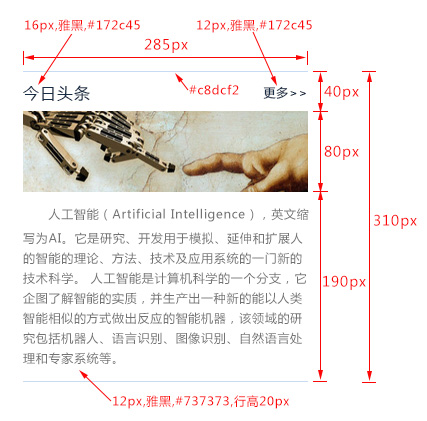 16px,雅黑,#172c45
12px,雅黑,#172c45
285px
#c8dcf2
今日头条
更多>>
40px
80px
310px
人工智能（Artificial Intelligence），英文缩
写为AI。它是研究、开发用于模拟、延伸和扩展人
的智能的理论、方法、技术及应用系统的一门新的
技术科学。 人工智能是计算机科学的一个分支，它
企图了解智能的实质，并生产出一种新的能以人类
智能相似的方式做出反应的智能机器，该领域的研
究包括机器人、语言识别、图像识别、自然语言处
理和专家系统等。
190px
12px,雅黑,#737373,行高20px